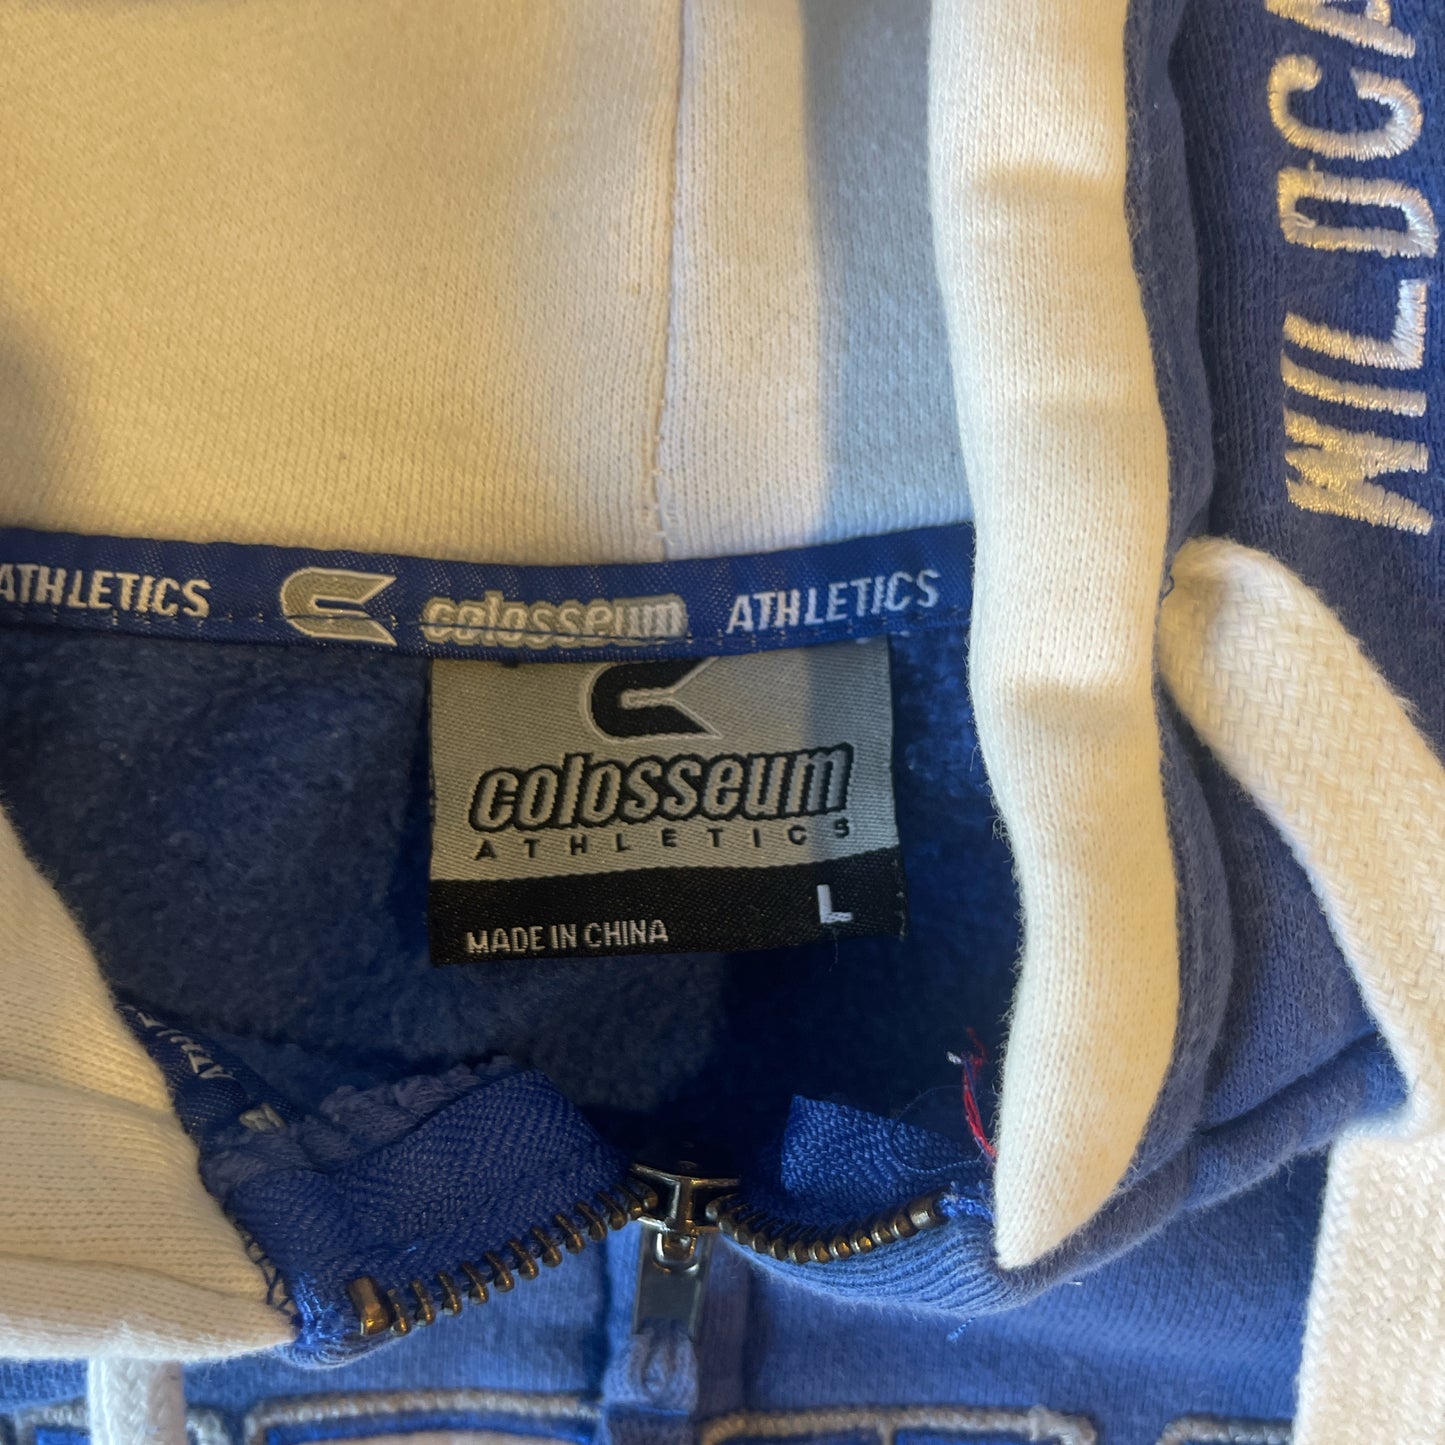 WILDCA
ATHLETICS colosseum ATHLETICS
colosseum
ATHLETICS
L
MADE IN CHINA